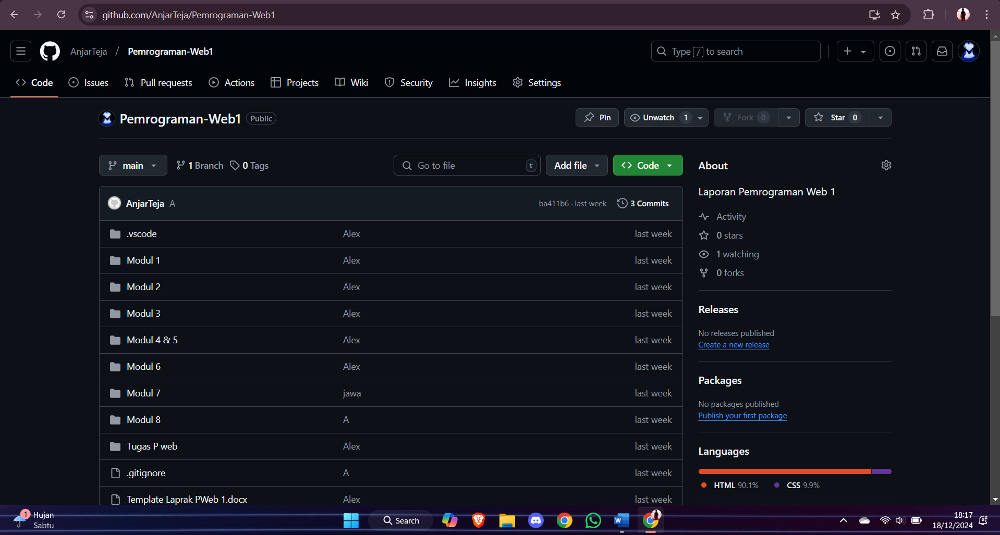 github.com/AnjarTeja/Pemrograman-Web1
AnjarTeja / Pemrograman-Web1
Type / to search
Code Issues Pull requests Actions Projects Wiki Security Insights Settings
Pemrograman-Web1 Public
Pin Unwatch 1 Fork 0 Star 0
main 1 Branch 0 Tags Go to file t Add file Code
AnjarTeja A ba411b6 · last week 3 Commits
.vscode Alex last week
Modul 1 Alex last week
Modul 2 Alex last week
Modul 3 Alex last week
Modul 4 & 5 Alex last week
Modul 6 Alex last week
Modul 7 jawa last week
Modul 8 A last week
Tugas P web Alex last week
.gitignore A last week
Template Laprak PWeb 1.docx Alex last week
About
Laporan Pemrograman Web 1
Activity
0 stars
1 watching
0 forks
Releases
No releases published
Create a new release
Packages
No packages published
Publish your first package
Languages
HTML 90.1% CSS 9.9%
1
Hujan
Sabtu
Search
W
18:17
18/12/2024